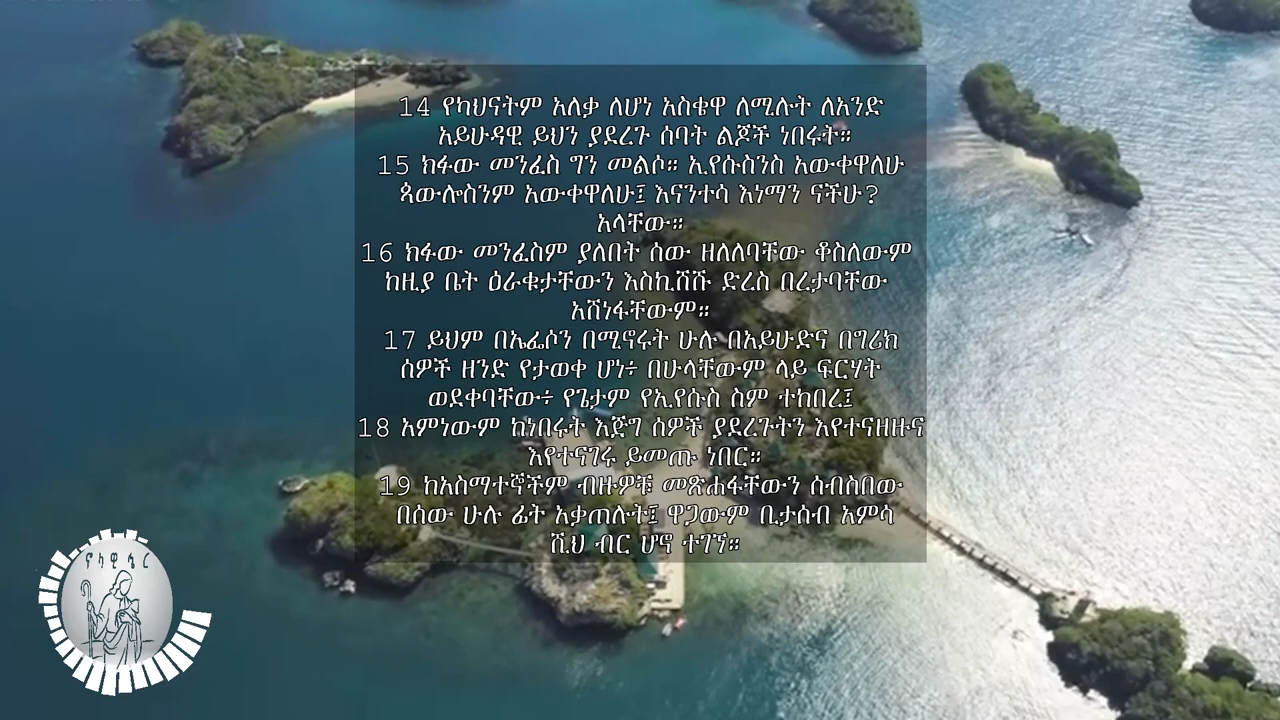 14 የካህናትም አለቃ ለሆነ አስቄዋ ለሚሉት ለአንድ
አይሁዳዊ ይህን ያደረጉ ሰባት ልጆች ነበሩት።
15 ክፉው መንፈስ ግን መልሶ። ኢየሱስንስ አውቀዋለሁ
ጳውሎስንም አውቀዋለሁ፤ እናንተሳ እነማን ናችሁ?
አላቸው።
16 ክፉው መንፈስም ያለበት ሰው ዘለለባቸው ቆስለውም
ከዚያ ቤት ዕራቁታቸውን እስኪሸሹ ድረስ በረታባቸው
አሸነፋቸውም።
17 ይህም በኤፌሶን በሚኖሩት ሁሉ በአይሁድና በግሪክ
ሰዎች ዘንድ የታወቀ ሆነ፥ በሁላቸውም ላይ ፍርሃት
ወደቀባቸው፥ የጌታም የኢየሱስ ስም ተከበረ፤
18 አምነውም ከነበሩት እጅግ ሰዎች ያደረጉትን እየተናዘዙና
እየተናገሩ ይመጡ ነበር።
19 ከአስማተኞችም ብዙዎቹ መጽሐፋቸውን ሰብስበው
በሰው ሁሉ ፊት አቃጠሉት፤ ዋጋውም ቢታሰብ አምሳ
ሺህ ብር ሆኖ ተገኘ።